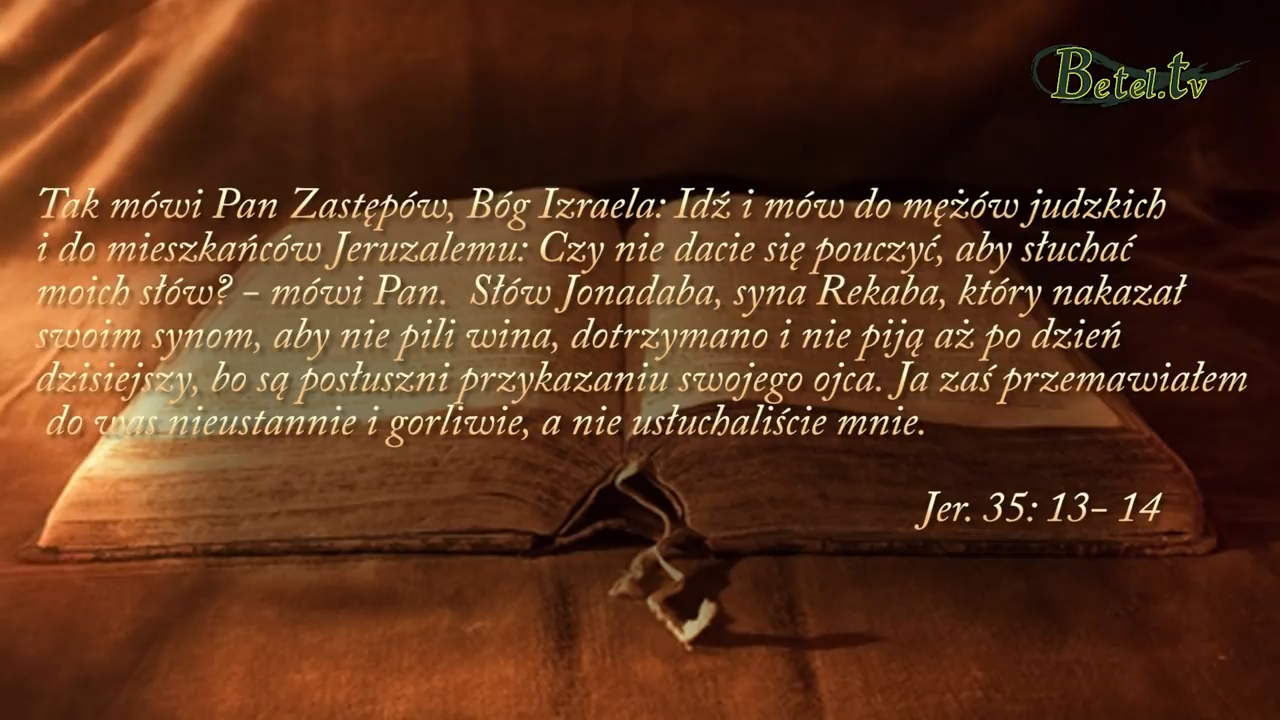 Betel.tv
Tak mówi Pan Zastępów, Bóg Izraela: Idź i mów do mężów judzkich
i do mieszkańców Jeruzalemu: Czy nie dacie się pouczyć, aby słuchać
moich słów? – mówi Pan. Słów Jonadaba, syna Rekaba, który nakazał
swoim synom, aby nie pili wina, dotrzymano i nie piją aż po dzień
dzisiejszy, bo są posłuszni przykazaniu swojego ojca. Ja zaś przemawiałem
do was nieustannie i gorliwie, a nie usłuchaliście mnie.
Jer. 35: 13– 14